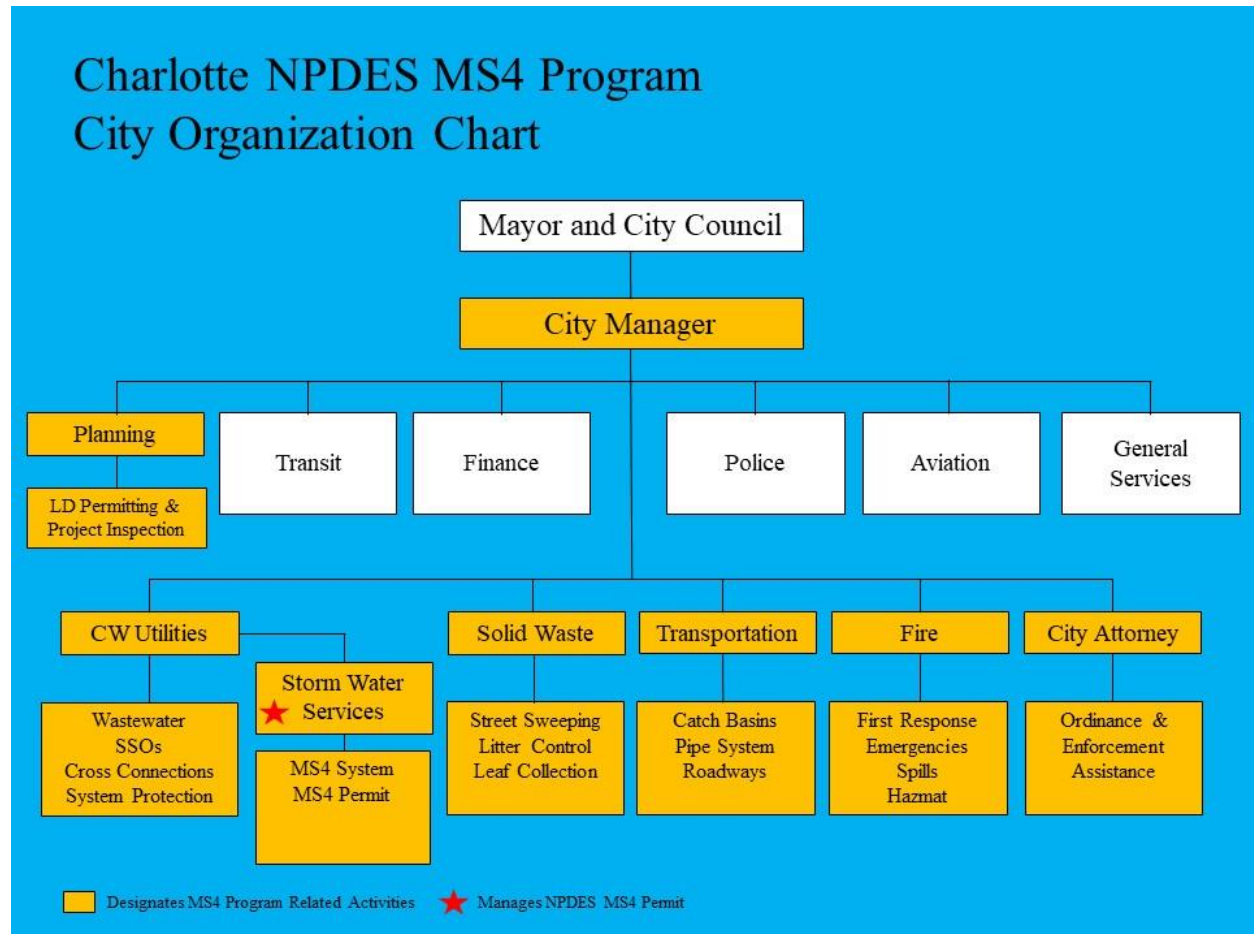 Charlotte NPDES MS4 Program
City Organization Chart
Mayor and City Council
City Manager
Planning
Transit
Finance
Police
Aviation
General
Services
LD Permitting &
Project Inspection
CW Utilities
Solid Waste
Transportation
Fire
City Attorney
Storm Water
Services
Wastewater
SSOs
Cross Connections
System Protection
MS4 System
MS4 Permit
Street Sweeping
Litter Control
Leaf Collection
Catch Basins
Pipe System
Roadways
First Response
Emergencies
Spills
Hazmat
Ordinance &
Enforcement
Assistance
Designates MS4 Program Related Activities
Manages NPDES MS4 Permit